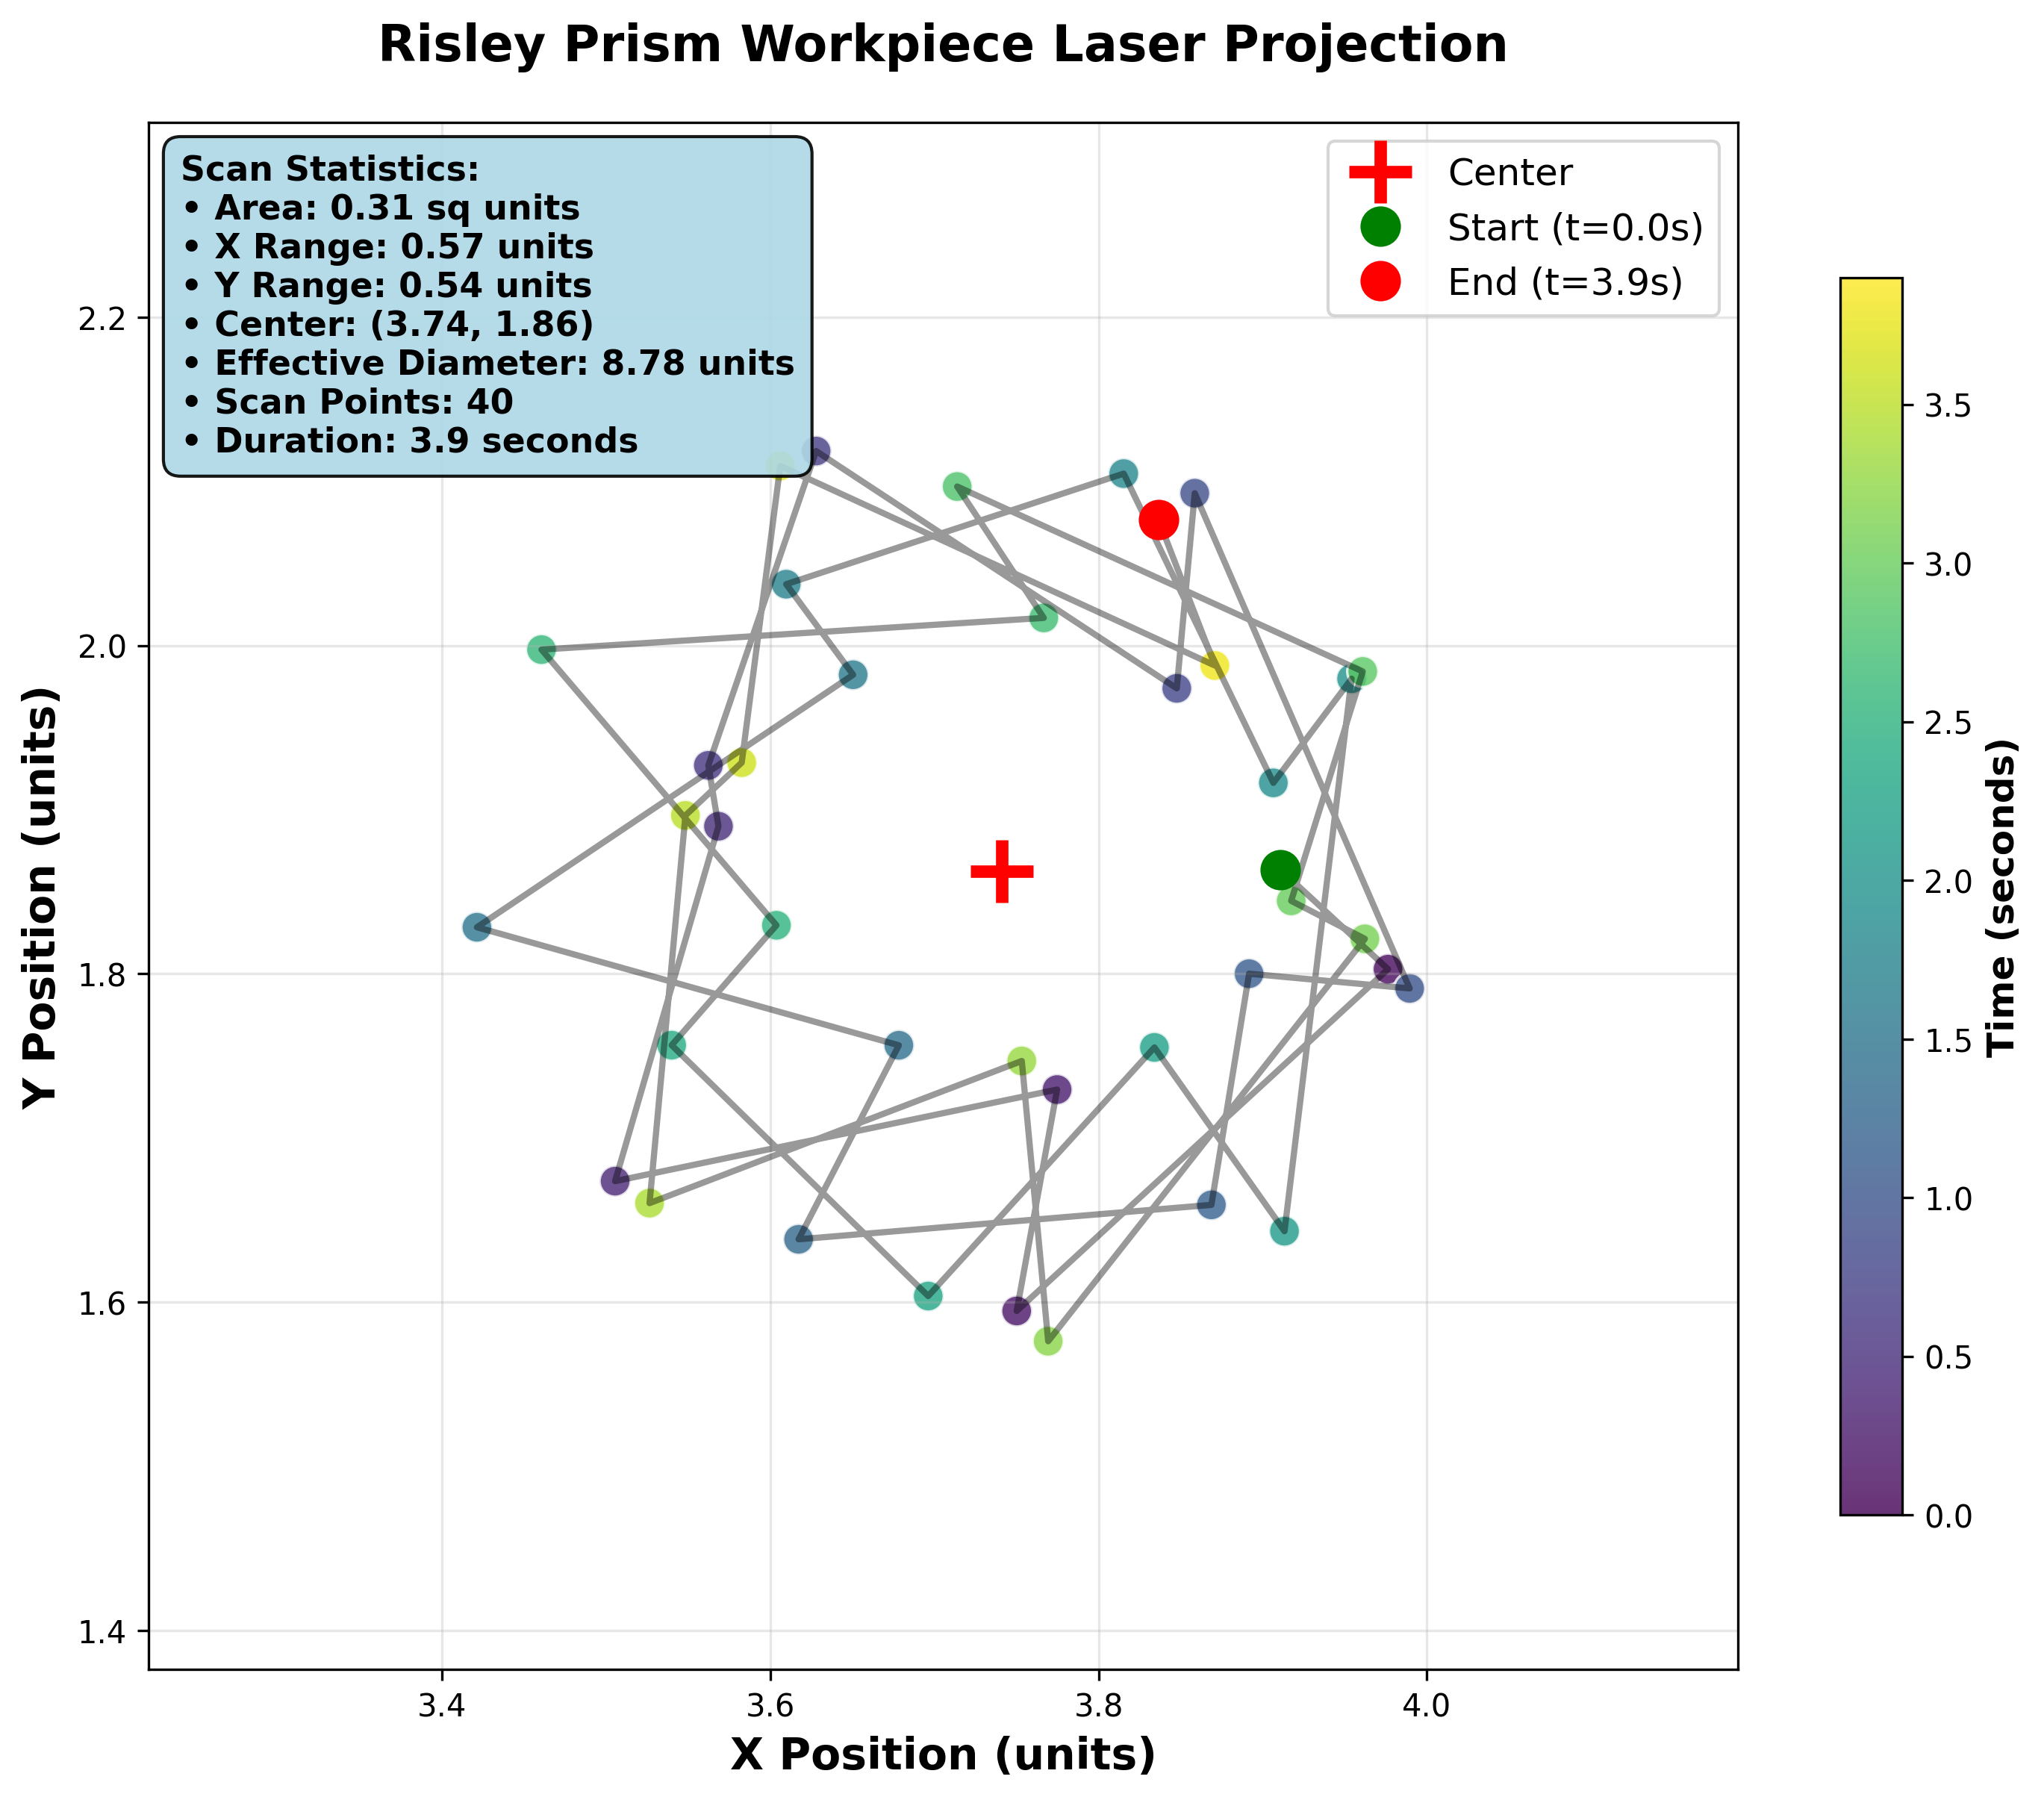 Risley Prism Workpiece Laser Projection
Scan Statistics:
• Area: 0.31 sq units
• X Range: 0.57 units
• Y Range: 0.54 units
• Center: (3.74, 1.86)
• Effective Diameter: 8.78 units
• Scan Points: 40
• Duration: 3.9 seconds
Center
Start (t=0.0s)
End (t=3.9s)
Y Position (units)
2.2
2.0
1.8
1.6
1.4
3.4
3.6
3.8
4.0
X Position (units)
3.5
3.0
2.5
2.0
1.5
1.0
0.5
0.0
Time (seconds)